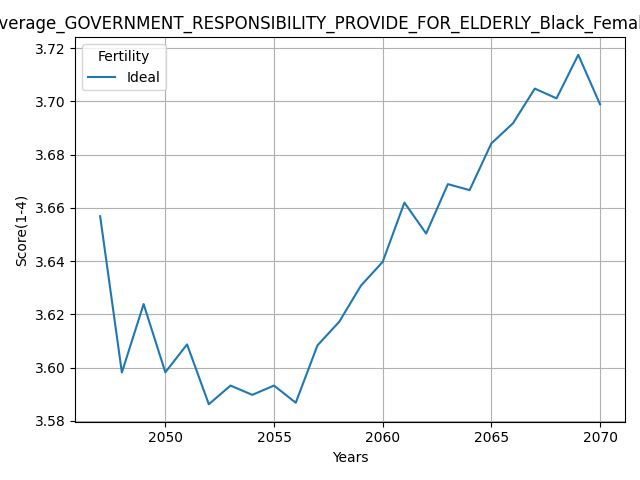 verage_GOVERNMENT_RESPONSIBILITY_PROVIDE_FOR_ELDERLY_Black_Femal
Fertility
Ideal
Score(1-4)
3.72
3.70
3.68
3.66
3.64
3.62
3.60
3.58
2050 2055 2060 2065 2070
Years